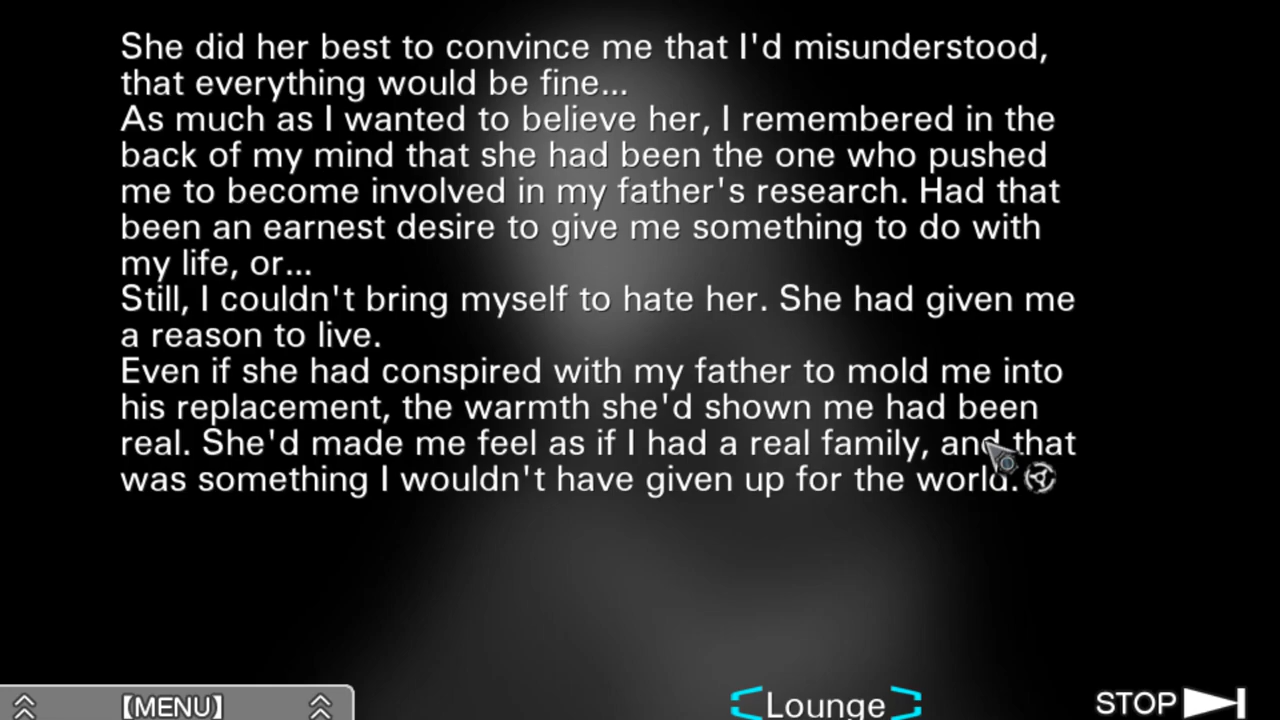 She did her best to convince me that I'd misunderstood,
that everything would be fine...
As much as I wanted to believe her, I remembered in the
back of my mind that she had been the one who pushed
me to become involved in my father's research. Had that
been an earnest desire to give me something to do with
my life, or...
Still, I couldn't bring myself to hate her. She had given me
a reason to live.
Even if she had conspired with my father to mold me into
his replacement, the warmth she'd shown me had been
real. She'd made me feel as if I had a real family, and that
was something I wouldn't have given up for the world.
【MENU】
Lounge
STOP